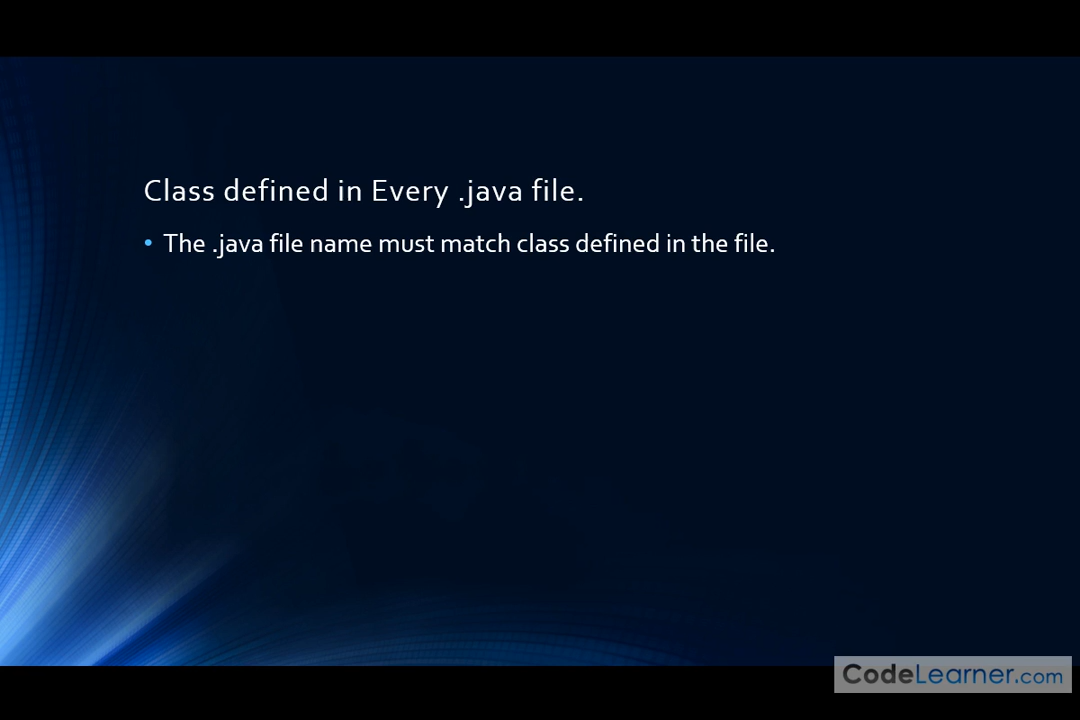 Class defined in Every .java file.
• The .java file name must match class defined in the file.
CodeLearner.com